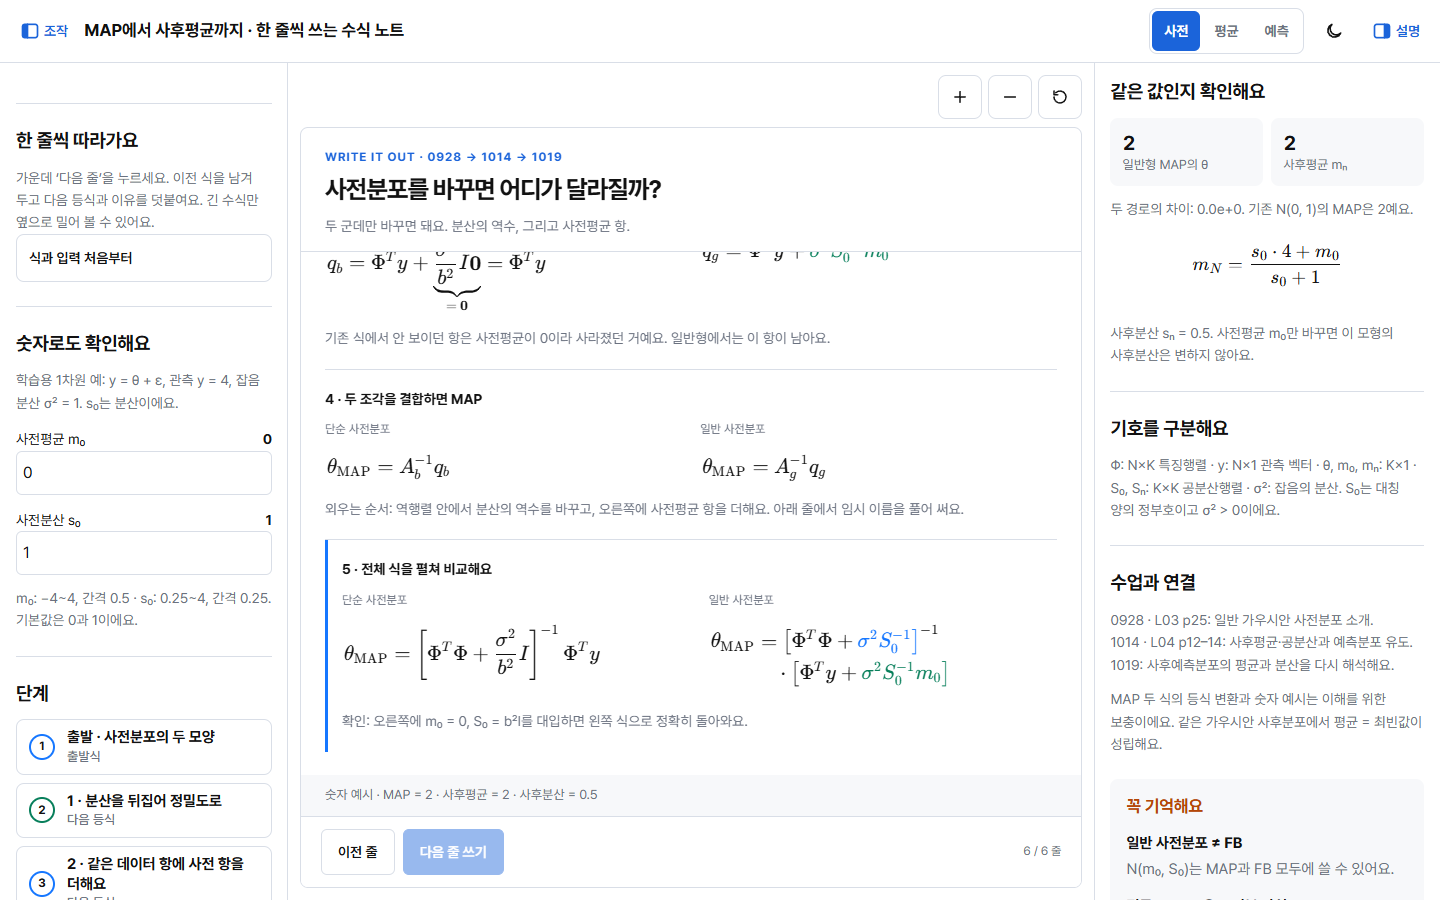 조작
MAP에서 사후평균까지 · 한 줄씩 쓰는 수식 노트
사전 평균 예측
설명
한 줄씩 따라가요
가운데 ‘다음 줄’을 누르세요. 이전 식을 남겨
두고 다음 등식과 이유를 덧붙여요. 긴 수식만
옆으로 밀어 볼 수 있어요.
식과 입력 처음부터
숫자로도 확인해요
학습용 1차원 예: y = θ + ε, 관측 y = 4, 잡음
분산 σ² = 1. s₀는 분산이에요.
사전평균 m₀ 0
0
사전분산 s₀ 1
1
m₀: −4~4, 간격 0.5 · s₀: 0.25~4, 간격 0.25.
기본값은 0과 1이에요.
단계
1 출발 · 사전분포의 두 모양
출발식
2 1 · 분산을 뒤집어 정밀도로
다음 등식
3 2 · 같은 데이터 항에 사전 항을
더해요
WRITE IT OUT · 0928 → 1014 → 1019
사전분포를 바꾸면 어디가 달라질까?
두 군데만 바꾸면 돼요. 분산의 역수, 그리고 사전평균 항.
q_b = Φ^T y + σ²/b² I0 = Φ^T y
= 0
기존 식에서 안 보이던 항은 사전평균이 0이라 사라졌던 거예요. 일반형에서는 이 항이 남아요.
4 · 두 조각을 결합하면 MAP
단순 사전분포
θ_MAP = A_b^{-1} q_b
일반 사전분포
θ_MAP = A_g^{-1} q_g
외우는 순서: 역행렬 안에서 분산의 역수를 바꾸고, 오른쪽에 사전평균 항을 더해요. 아래 줄에서 임시 이름을 풀어 써요.
5 · 전체 식을 펼쳐 비교해요
단순 사전분포
θ_MAP = [Φ^T Φ + σ²/b² I]^{-1} Φ^T y
일반 사전분포
θ_MAP = [Φ^T Φ + σ² S_0^{-1}]^{-1}
· [Φ^T y + σ² S_0^{-1} m_0]
확인: 오른쪽에 m₀ = 0, S₀ = b²I를 대입하면 왼쪽 식으로 정확히 돌아와요.
숫자 예시 · MAP = 2 · 사후평균 = 2 · 사후분산 = 0.5
이전 줄 다음 줄 쓰기 6 / 6 줄
같은 값인지 확인해요
2
일반형 MAP의 θ
2
사후평균 mₙ
두 경로의 차이: 0.0e+0. 기존 N(0, 1)의 MAP은 2예요.
m_N = (s_0 · 4 + m_0) / (s_0 + 1)
사후분산 sₙ = 0.5. 사전평균 m₀만 바꾸면 이 모형의
사후분산은 변하지 않아요.
기호를 구분해요
Φ: N×K 특징행렬 · y: N×1 관측 벡터 · θ, m₀, mₙ: K×1 ·
S₀, Sₙ: K×K 공분산행렬 · σ²: 잡음의 분산. S₀는 대칭
양의 정부호이고 σ² > 0이에요.
수업과 연결
0928 · L03 p25: 일반 가우시안 사전분포 소개.
1014 · L04 p12–14: 사후평균·공분산과 예측분포 유도.
1019: 사후예측분포의 평균과 분산을 다시 해석해요.
MAP 두 식의 등식 변환과 숫자 예시는 이해를 위한
보충이에요. 같은 가우시안 사후분포에서 평균 = 최빈값이
성립해요.
꼭 기억해요
일반 사전분포 ≠ FB
N(m₀, S₀)는 MAP과 FB 모두에 쓸 수 있어요.